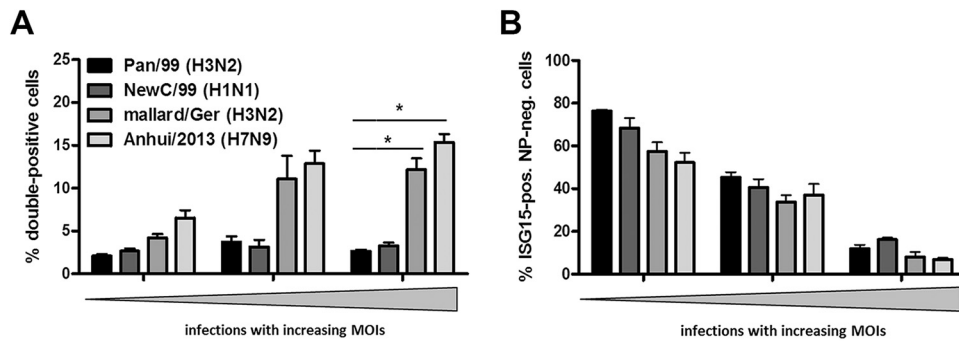 A
% double-positive cells
25
20
15
10
5
0
Pan/99 (H3N2)
NewC/99 (H1N1)
mallard/Ger (H3N2)
Anhui/2013 (H7N9)
*
*
infections with increasing MOIs
B
% ISG15-pos. NP-neg. cells
100
80
60
40
20
0
infections with increasing MOIs